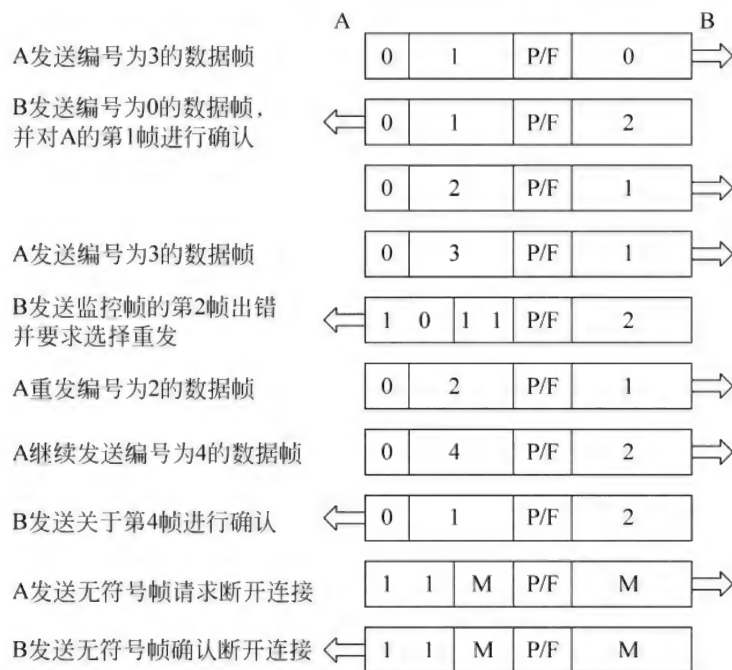 A B
A发送编号为3的数据帧 0 1 P/F 0
B发送编号为0的数据帧， 0 1 P/F 2
并对A的第1帧进行确认
0 2 P/F 1
A发送编号为3的数据帧 0 3 P/F 1
B发送监控帧的第2帧出错 1 0 1 1 P/F 2
并要求选择重发
A重发编号为2的数据帧 0 2 P/F 1
A继续发送编号为4的数据帧 0 4 P/F 2
B发送关于第4帧进行确认 0 1 P/F 2
A发送无符号帧请求断开连接 1 1 M P/F M
B发送无符号帧确认断开连接 1 1 M P/F M